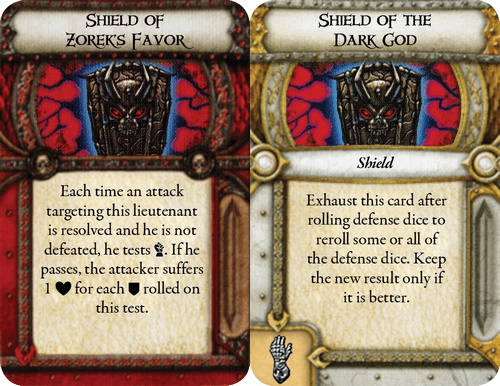 SHIELD OF
ZOREK'S FAVOR
Each time an attack
targeting this lieutenant
is resolved and he is not
defeated, he tests . If he
passes, the attacker suffers
1 for each rolled on
this test.
SHIELD OF THE
DARK GOD
Shield
Exhaust this card after
rolling defense dice to
reroll some or all of
the defense dice. Keep
the new result only if
it is better.